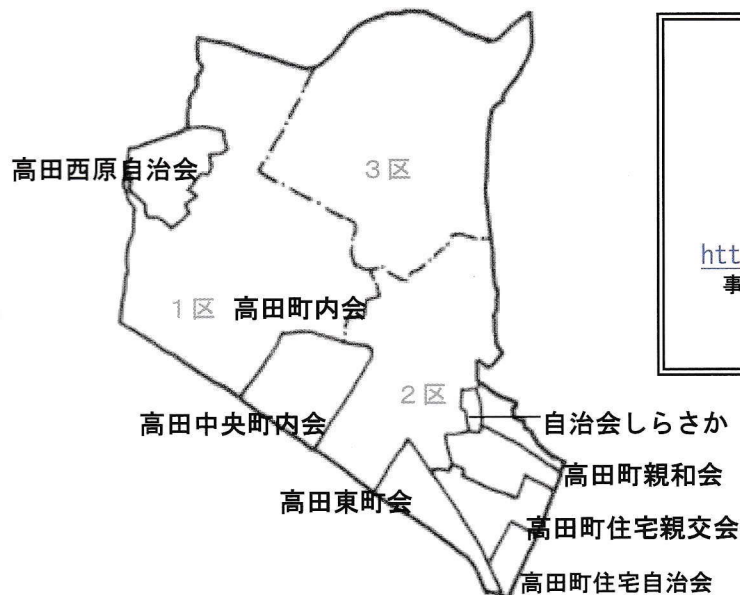 高田西原自治会
3区
htt
事
1区
高田町内会
2区
高田中央町内会
自治会しらさか
高田町親和会
高田東町会
高田町住宅親交会
高田町住宅自治会